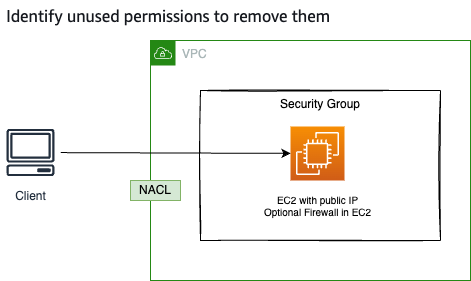 Identify unused permissions to remove them
VPC
Security Group
NACL
Client
EC2 with public IP
Optional Firewall in EC2